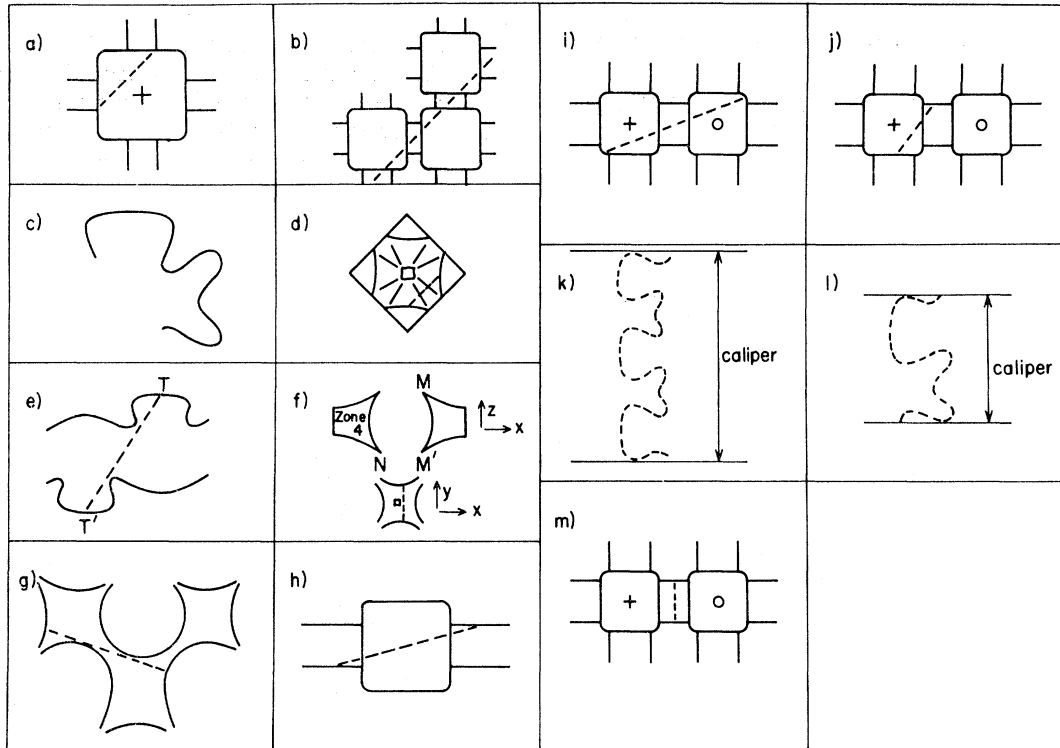 a)
+
b)
c)
d)
e)
T
T'
f)
Zone
4
M
N
M'
z
x
y
x
g)
h)
i)
+
o
j)
+
o
k)
caliper
l)
caliper
m)
+
o